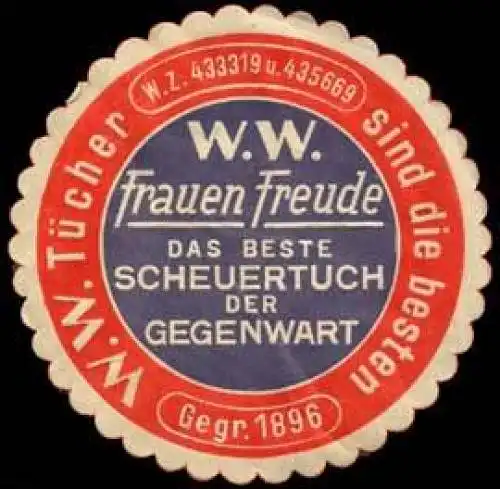 W.Z. 433319 u. 435669
W.W. Tücher sind die besten
W.W.
Frauen Freude
DAS BESTE
SCHEUERTUCH
DER
GEGENWART
Gegr. 1896